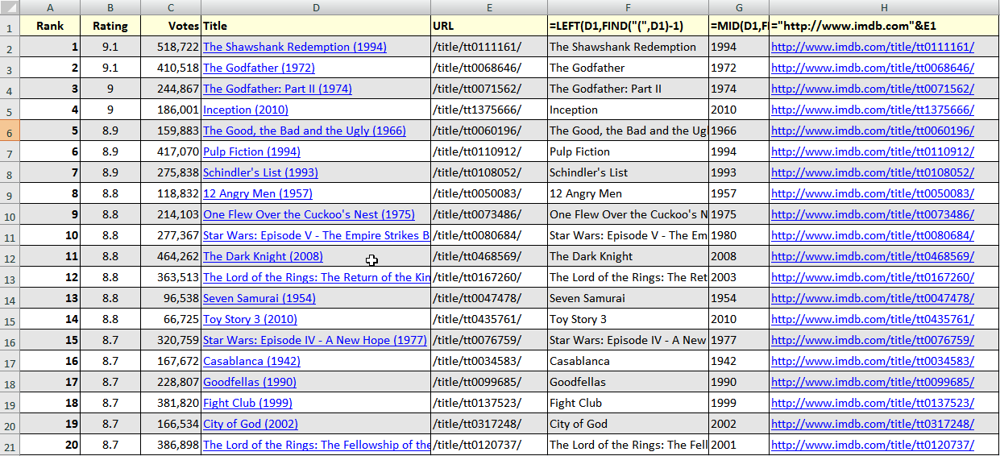 A B C D E F G H
1 Rank Rating Votes Title URL =LEFT(D1,FIND("(",D1)-1) =MID(D1,FI ="http://www.imdb.com"&E1
2 1 9.1 518,722 The Shawshank Redemption (1994) /title/tt0111161/ The Shawshank Redemption 1994 http://www.imdb.com/title/tt0111161/
3 2 9.1 410,518 The Godfather (1972) /title/tt0068646/ The Godfather 1972 http://www.imdb.com/title/tt0068646/
4 3 9 244,867 The Godfather: Part II (1974) /title/tt0071562/ The Godfather: Part II 1974 http://www.imdb.com/title/tt0071562/
5 4 9 186,001 Inception (2010) /title/tt1375666/ Inception 2010 http://www.imdb.com/title/tt1375666/
6 5 8.9 159,883 The Good, the Bad and the Ugly (1966) /title/tt0060196/ The Good, the Bad and the Ugl 1966 http://www.imdb.com/title/tt0060196/
7 6 8.9 417,070 Pulp Fiction (1994) /title/tt0110912/ Pulp Fiction 1994 http://www.imdb.com/title/tt0110912/
8 7 8.9 275,838 Schindler's List (1993) /title/tt0108052/ Schindler's List 1993 http://www.imdb.com/title/tt0108052/
9 8 8.8 118,832 12 Angry Men (1957) /title/tt0050083/ 12 Angry Men 1957 http://www.imdb.com/title/tt0050083/
10 9 8.8 214,103 One Flew Over the Cuckoo's Nest (1975) /title/tt0073486/ One Flew Over the Cuckoo's N 1975 http://www.imdb.com/title/tt0073486/
11 10 8.8 277,367 Star Wars: Episode V - The Empire Strikes B /title/tt0080684/ Star Wars: Episode V - The Em 1980 http://www.imdb.com/title/tt0080684/
12 11 8.8 464,262 The Dark Knight (2008) /title/tt0468569/ The Dark Knight 2008 http://www.imdb.com/title/tt0468569/
13 12 8.8 363,513 The Lord of the Rings: The Return of the Kin /title/tt0167260/ The Lord of the Rings: The Ret 2003 http://www.imdb.com/title/tt0167260/
14 13 8.8 96,538 Seven Samurai (1954) /title/tt0047478/ Seven Samurai 1954 http://www.imdb.com/title/tt0047478/
15 14 8.8 66,725 Toy Story 3 (2010) /title/tt0435761/ Toy Story 3 2010 http://www.imdb.com/title/tt0435761/
16 15 8.7 320,759 Star Wars: Episode IV - A New Hope (1977) /title/tt0076759/ Star Wars: Episode IV - A New 1977 http://www.imdb.com/title/tt0076759/
17 16 8.7 167,672 Casablanca (1942) /title/tt0034583/ Casablanca 1942 http://www.imdb.com/title/tt0034583/
18 17 8.7 228,807 Goodfellas (1990) /title/tt0099685/ Goodfellas 1990 http://www.imdb.com/title/tt0099685/
19 18 8.7 381,820 Fight Club (1999) /title/tt0137523/ Fight Club 1999 http://www.imdb.com/title/tt0137523/
20 19 8.7 166,534 City of God (2002) /title/tt0317248/ City of God 2002 http://www.imdb.com/title/tt0317248/
21 20 8.7 386,898 The Lord of the Rings: The Fellowship of the /title/tt0120737/ The Lord of the Rings: The Fell 2001 http://www.imdb.com/title/tt0120737/